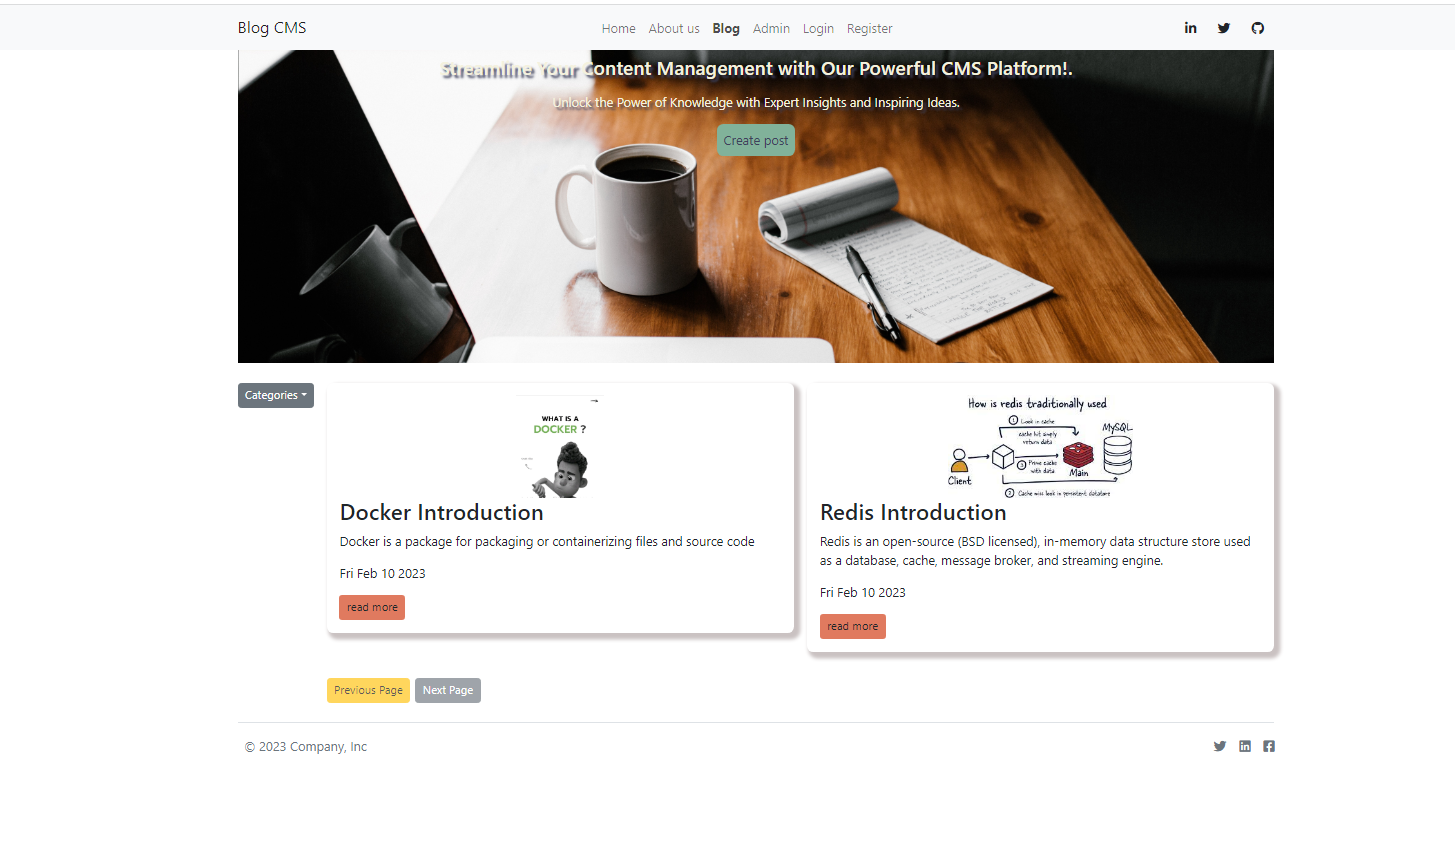 Blog CMS
Home About us Blog Admin Login Register
Streamline Your Content Management with Our Powerful CMS Platform!.
Unlock the Power of Knowledge with Expert Insights and Inspiring Ideas.
Create post
Categories
WHAT IS A
DOCKER ?
Docker Introduction
Docker is a package for packaging or containerizing files and source code
Fri Feb 10 2023
read more
How is redis traditionally used
1 Look in cache
cache hit simply
return data
MySQL
3 Prime cache
with data
Client
Main
2 Cache miss look in persistent datastore
Redis Introduction
Redis is an open-source (BSD licensed), in-memory data structure store used
as a database, cache, message broker, and streaming engine.
Fri Feb 10 2023
read more
Previous Page Next Page
© 2023 Company, Inc